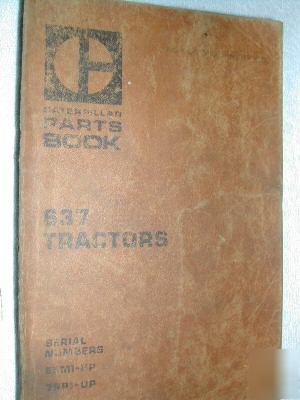 CATERPILLAR
PARTS
BOOK
637
TRACTORS
SERIAL
NUMBERS